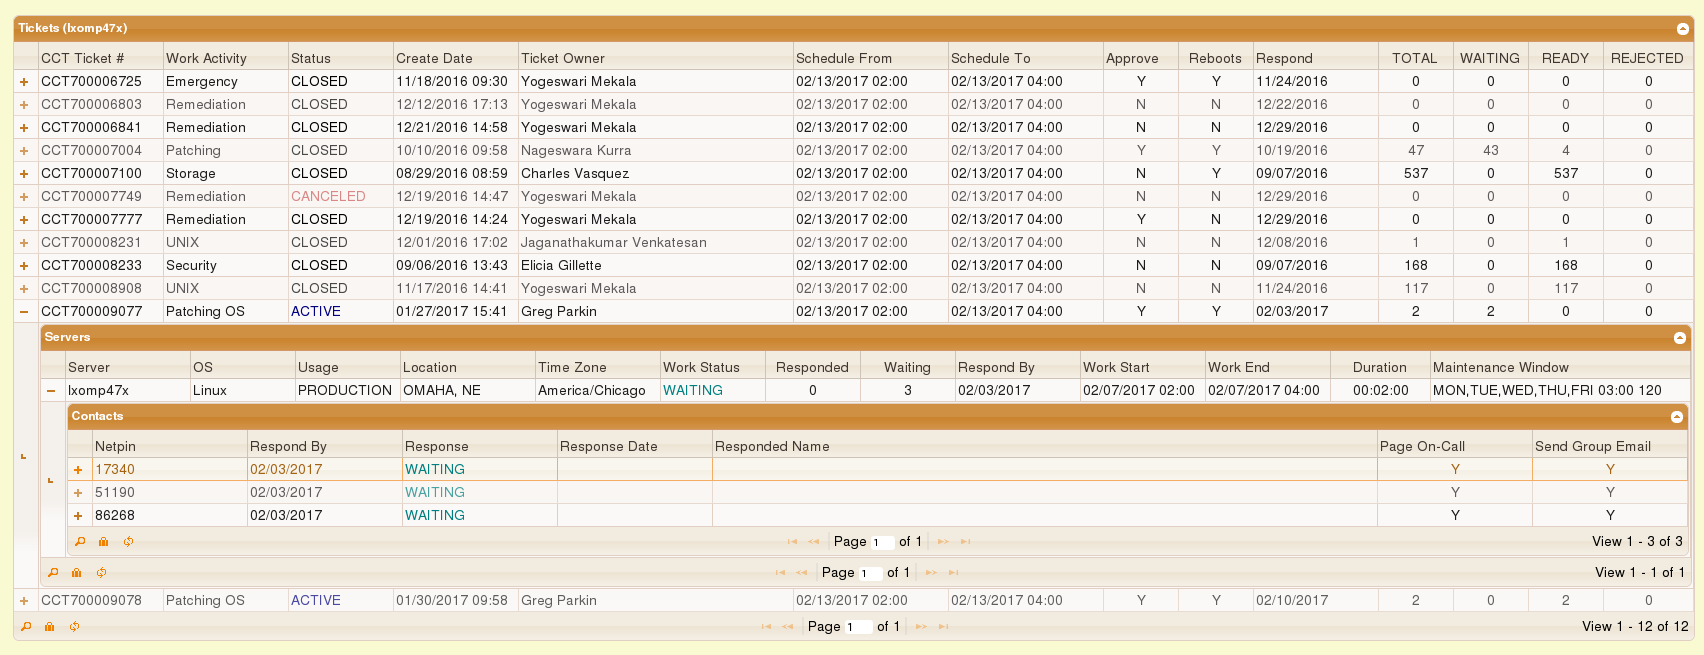 Tickets (lxomp47x)
CCT Ticket # Work Activity Status Create Date Ticket Owner Schedule From Schedule To Approve Reboots Respond TOTAL WAITING READY REJECTED
CCT700006725 Emergency CLOSED 11/18/2016 09:30 Yogeswari Mekala 02/13/2017 02:00 02/13/2017 04:00 Y Y 11/24/2016 0 0 0 0
CCT700006803 Remediation CLOSED 12/12/2016 17:13 Yogeswari Mekala 02/13/2017 02:00 02/13/2017 04:00 N N 12/22/2016 0 0 0 0
CCT700006841 Remediation CLOSED 12/21/2016 14:58 Yogeswari Mekala 02/13/2017 02:00 02/13/2017 04:00 N N 12/29/2016 0 0 0 0
CCT700007004 Patching CLOSED 10/10/2016 09:58 Nageswara Kurra 02/13/2017 02:00 02/13/2017 04:00 Y Y 10/19/2016 47 43 4 0
CCT700007100 Storage CLOSED 08/29/2016 08:59 Charles Vasquez 02/13/2017 02:00 02/13/2017 04:00 N Y 09/07/2016 537 0 537 0
CCT700007749 Remediation CANCELED 12/19/2016 14:47 Yogeswari Mekala 02/13/2017 02:00 02/13/2017 04:00 N N 12/29/2016 0 0 0 0
CCT700007777 Remediation CLOSED 12/19/2016 14:24 Yogeswari Mekala 02/13/2017 02:00 02/13/2017 04:00 Y N 12/29/2016 0 0 0 0
CCT700008231 UNIX CLOSED 12/01/2016 17:02 Jaganathakumar Venkatesan 02/13/2017 02:00 02/13/2017 04:00 N N 12/08/2016 1 0 1 0
CCT700008233 Security CLOSED 09/06/2016 13:43 Elicia Gillette 02/13/2017 02:00 02/13/2017 04:00 N N 09/07/2016 168 0 168 0
CCT700008908 UNIX CLOSED 11/17/2016 14:41 Yogeswari Mekala 02/13/2017 02:00 02/13/2017 04:00 N N 11/24/2016 117 0 117 0
CCT700009077 Patching OS ACTIVE 01/27/2017 15:41 Greg Parkin 02/13/2017 02:00 02/13/2017 04:00 Y Y 02/03/2017 2 2 0 0
Servers
Server OS Usage Location Time Zone Work Status Responded Waiting Respond By Work Start Work End Duration Maintenance Window
lxomp47x Linux PRODUCTION OMAHA, NE America/Chicago WAITING 0 3 02/03/2017 02/07/2017 02:00 02/07/2017 04:00 00:02:00 MON,TUE,WED,THU,FRI 03:00 120
Contacts
Netpin Respond By Response Response Date Responded Name Page On-Call Send Group Email
17340 02/03/2017 WAITING Y Y
51190 02/03/2017 WAITING Y Y
86268 02/03/2017 WAITING Y Y
Page 1 of 1 View 1 - 3 of 3
Page 1 of 1 View 1 - 1 of 1
CCT700009078 Patching OS ACTIVE 01/30/2017 09:58 Greg Parkin 02/13/2017 02:00 02/13/2017 04:00 Y Y 02/10/2017 2 0 2 0
Page 1 of 1 View 1 - 12 of 12